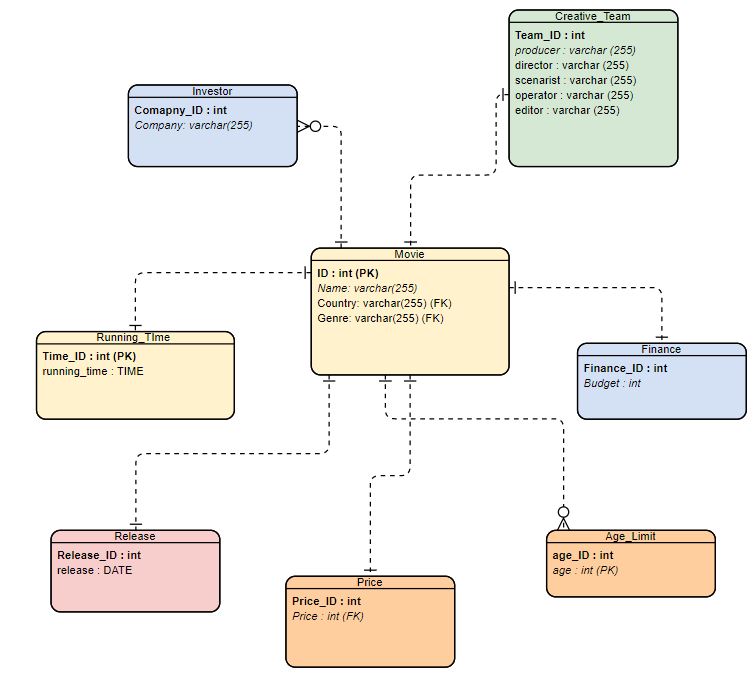 Creative_Team
Team_ID : int
producer : varchar (255)
director : varchar (255)
scenarist : varchar (255)
operator : varchar (255)
editor : varchar (255)
Investor
Comapny_ID : int
Company: varchar(255)
Movie
ID : int (PK)
Name: varchar(255)
Country: varchar(255) (FK)
Genre: varchar(255) (FK)
Running_TIme
Time_ID : int (PK)
running_time : TIME
Finance
Finance_ID : int
Budget : int
Release
Release_ID : int
release : DATE
Price
Price_ID : int
Price : int (FK)
Age_Limit
age_ID : int
age : int (PK)